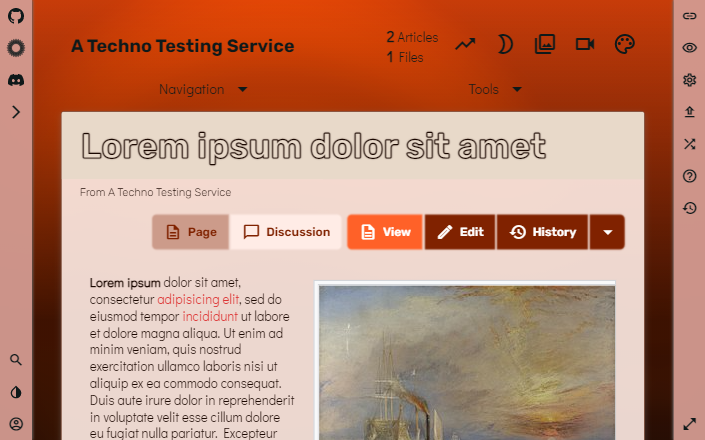 A Techno Testing Service
2 Articles
1 Files
Navigation
Tools
Lorem ipsum dolor sit amet
From A Techno Testing Service
Page
Discussion
View
Edit
History
Lorem ipsum dolor sit amet,
consectetur adipisicing elit, sed do
eiusmod tempor incididunt ut labore
et dolore magna aliqua. Ut enim ad
minim veniam, quis nostrud
exercitation ullamco laboris nisi ut
aliquip ex ea commodo consequat.
Duis aute irure dolor in reprehenderit
in voluptate velit esse cillum dolore
eu fugiat nulla pariatur. Excepteur